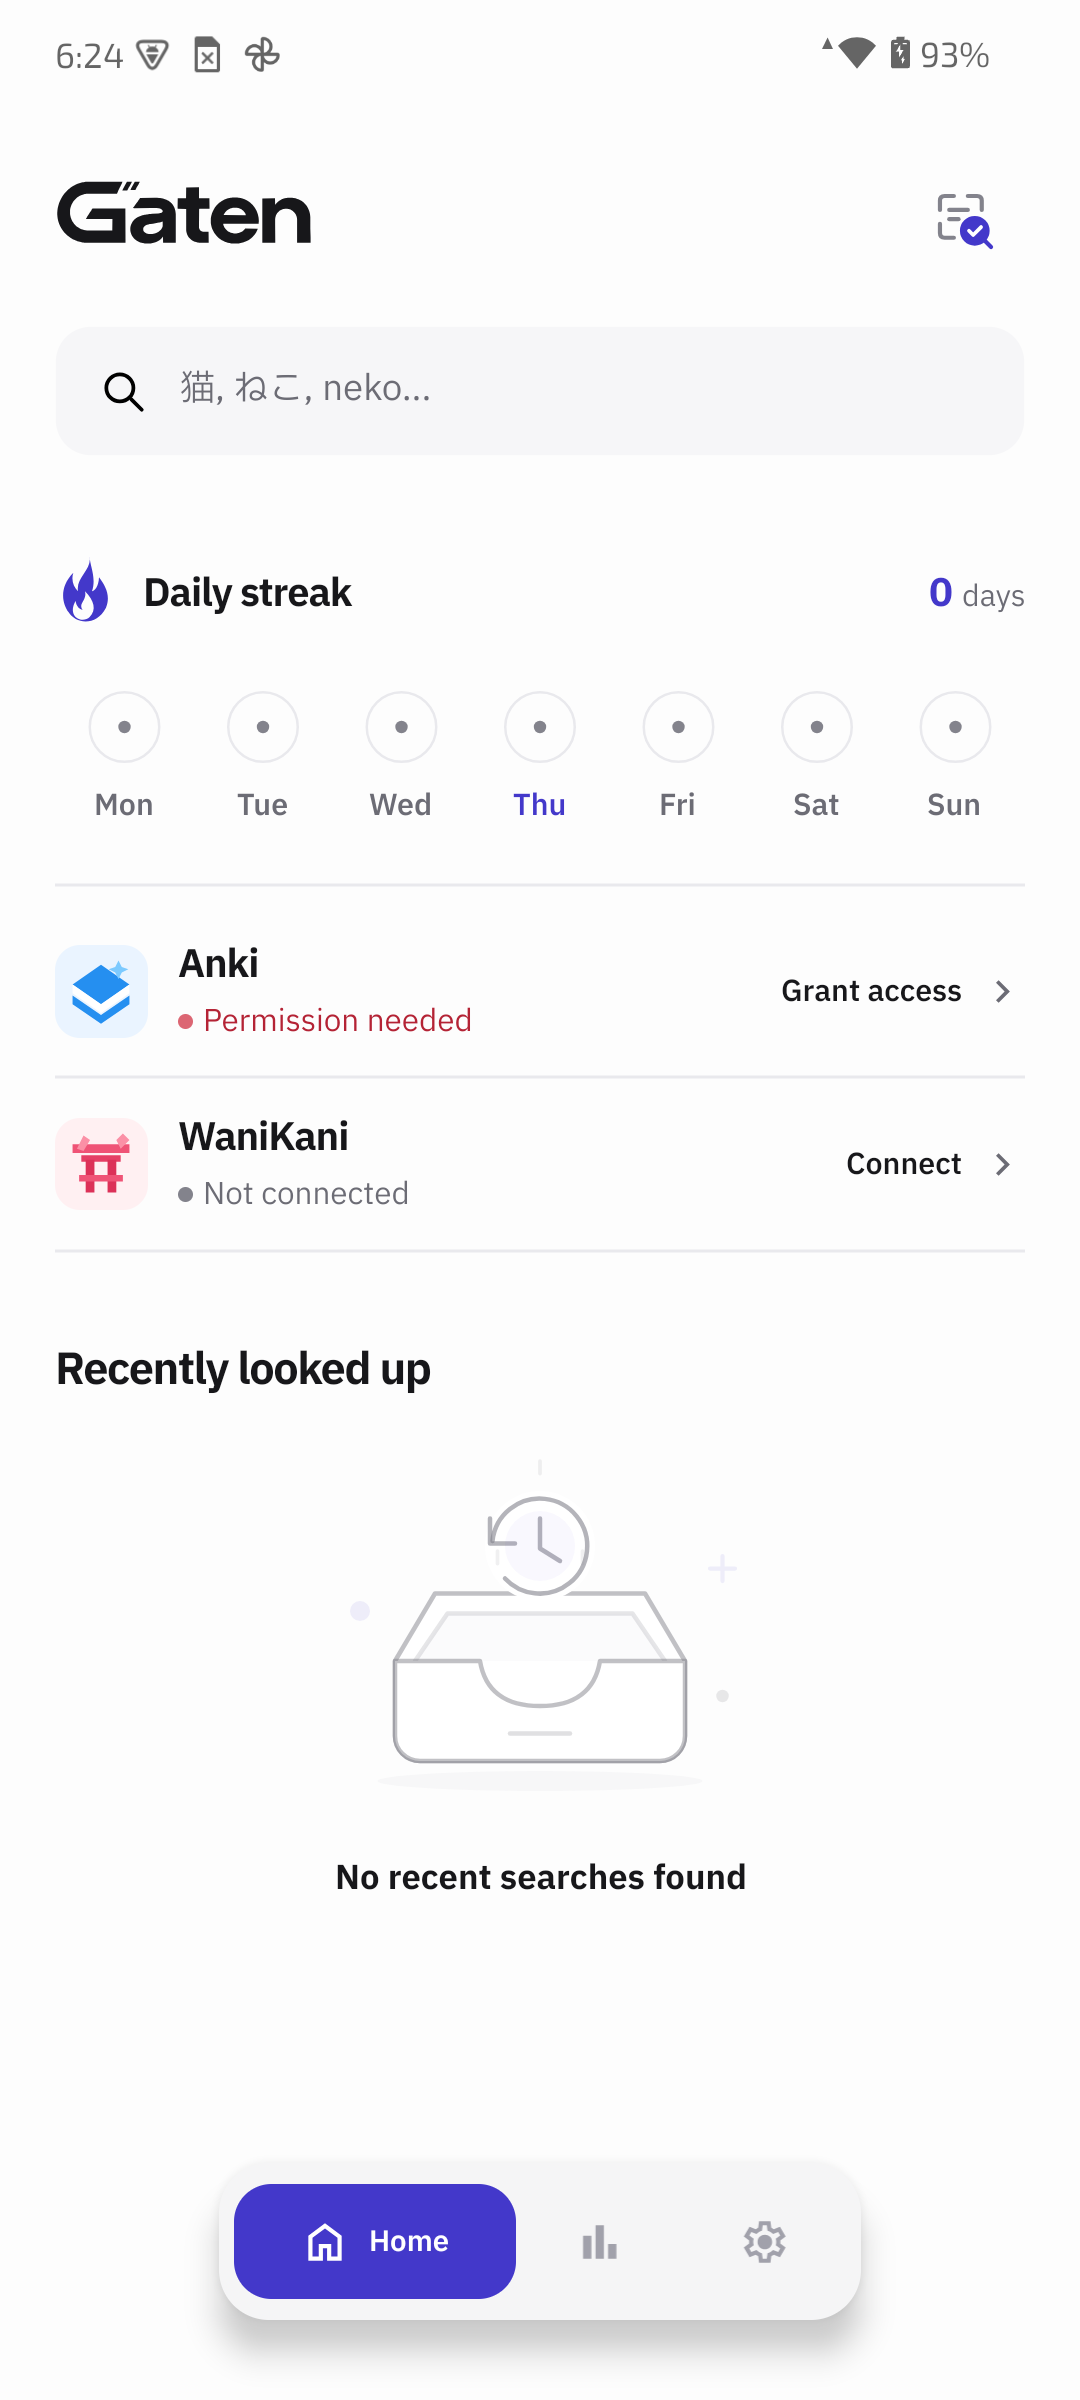 6:24
93%
Gaten
猫, ねこ, neko...
Daily streak
0 days
Mon Tue Wed Thu Fri Sat Sun
Anki
Permission needed
Grant access
WaniKani
Not connected
Connect
Recently looked up
No recent searches found
Home